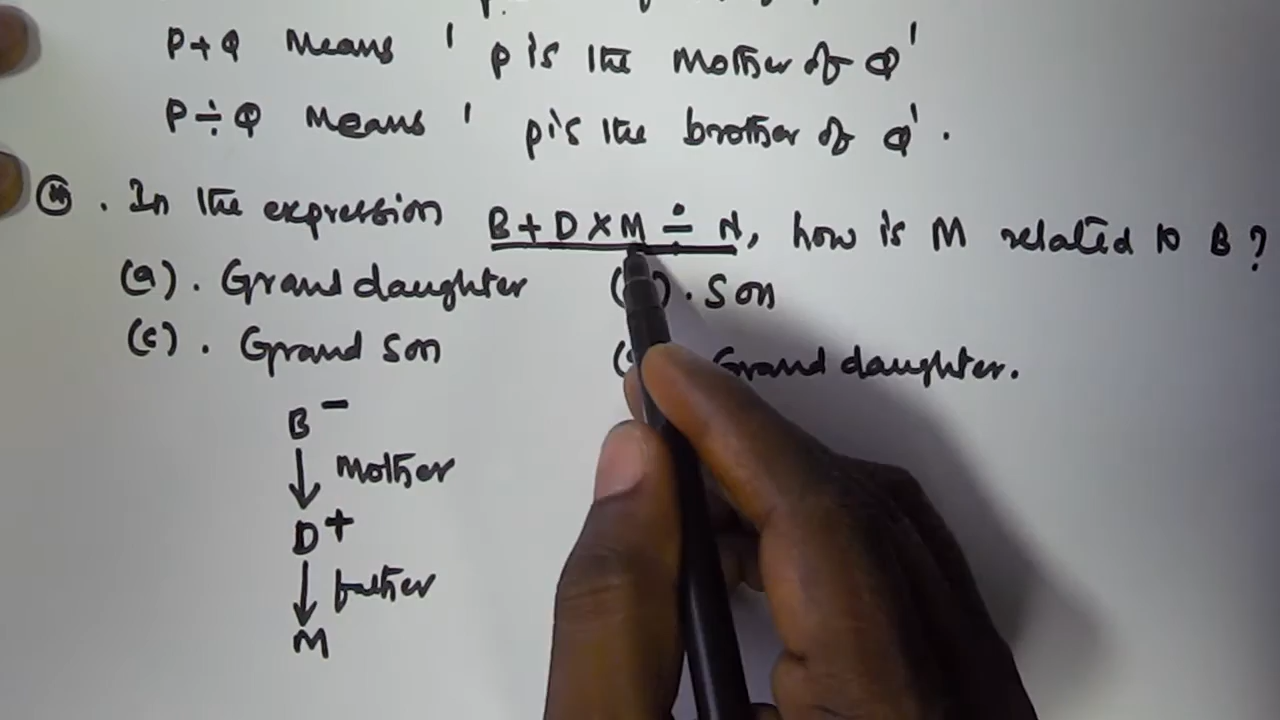 P+Q Means ' P is the Mother of Q'
P÷Q Means ' p is the brother of Q'.
. In the expression B+D×M÷N, how is M related to B?
(a). Grand daughter ). Son
(c). Grand son ( Grand daughter.
B −
↓ Mother
D +
↓ father
M